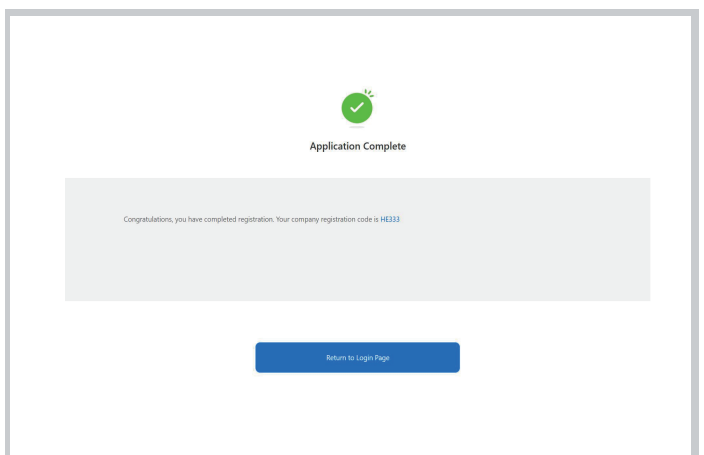 Application Complete
Congratulations, you have completed registration. Your company registration code is HE333
Return to Login Page